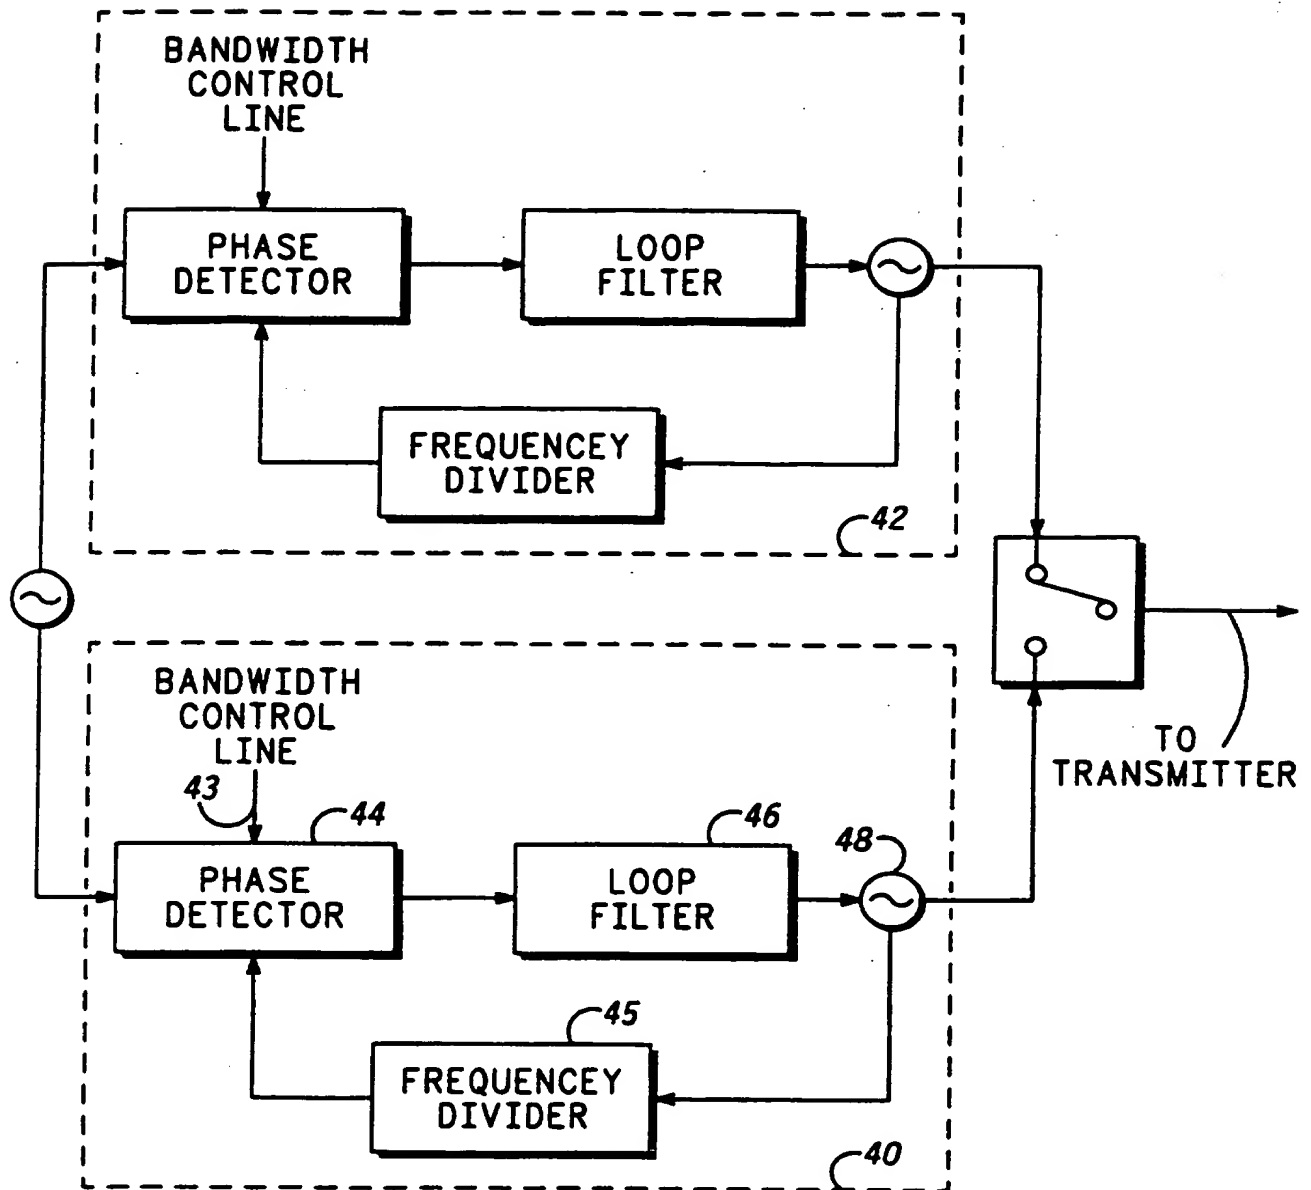 BANDWIDTH
CONTROL
LINE
PHASE
DETECTOR
LOOP
FILTER
FREQUENCEY
DIVIDER
42
BANDWIDTH
CONTROL
LINE
43
44
PHASE
DETECTOR
46
LOOP
FILTER
48
45
FREQUENCEY
DIVIDER
40
TO
TRANSMITTER